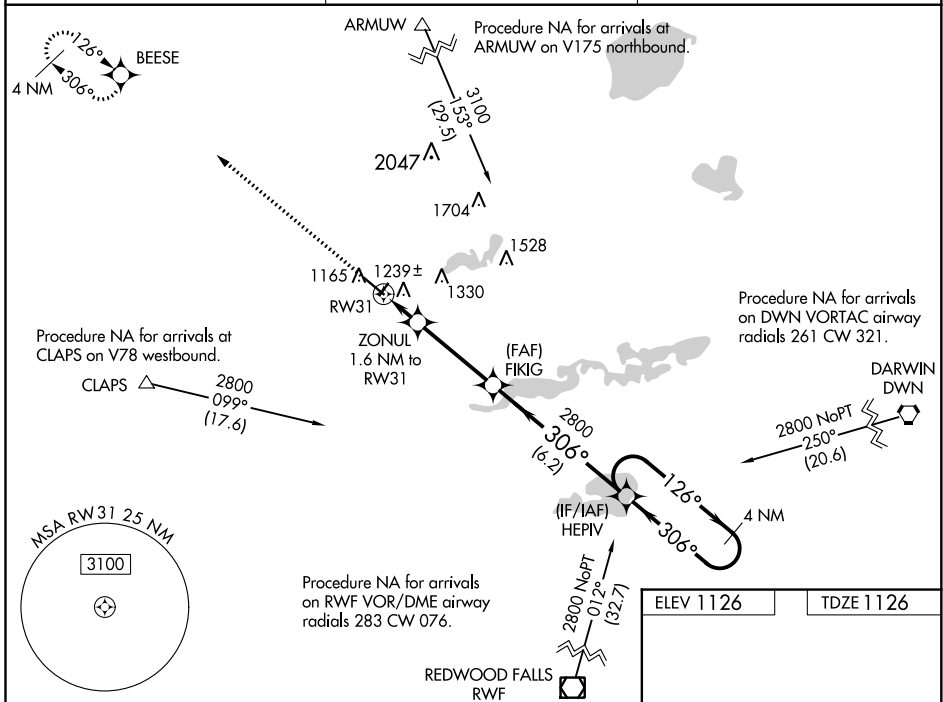 ARMUW
Procedure NA for arrivals at
ARMUW on V175 northbound.
126°
306°
4 NM
BEESE
3100
153°
(29.5)
2047
1704
1528
1165
1239±
1330
RW31
ZONUL
1.6 NM to
RW31
Procedure NA for arrivals
on DWN VORTAC airway
radials 261 CW 321.
Procedure NA for arrivals at
CLAPS on V78 westbound.
(FAF)
FIKIG
CLAPS
2800
099°
(17.6)
DARWIN
DWN
2800 NoPT
250°
(20.6)
2800
306°
(6.2)
126°
306°
4 NM
(IF/IAF)
HEPIV
MSA RW31 25 NM
3100
Procedure NA for arrivals
on RWF VOR/DME airway
radials 283 CW 076.
2800 NoPT
012°
(32.7)
REDWOOD FALLS
RWF
ELEV 1126
TDZE 1126